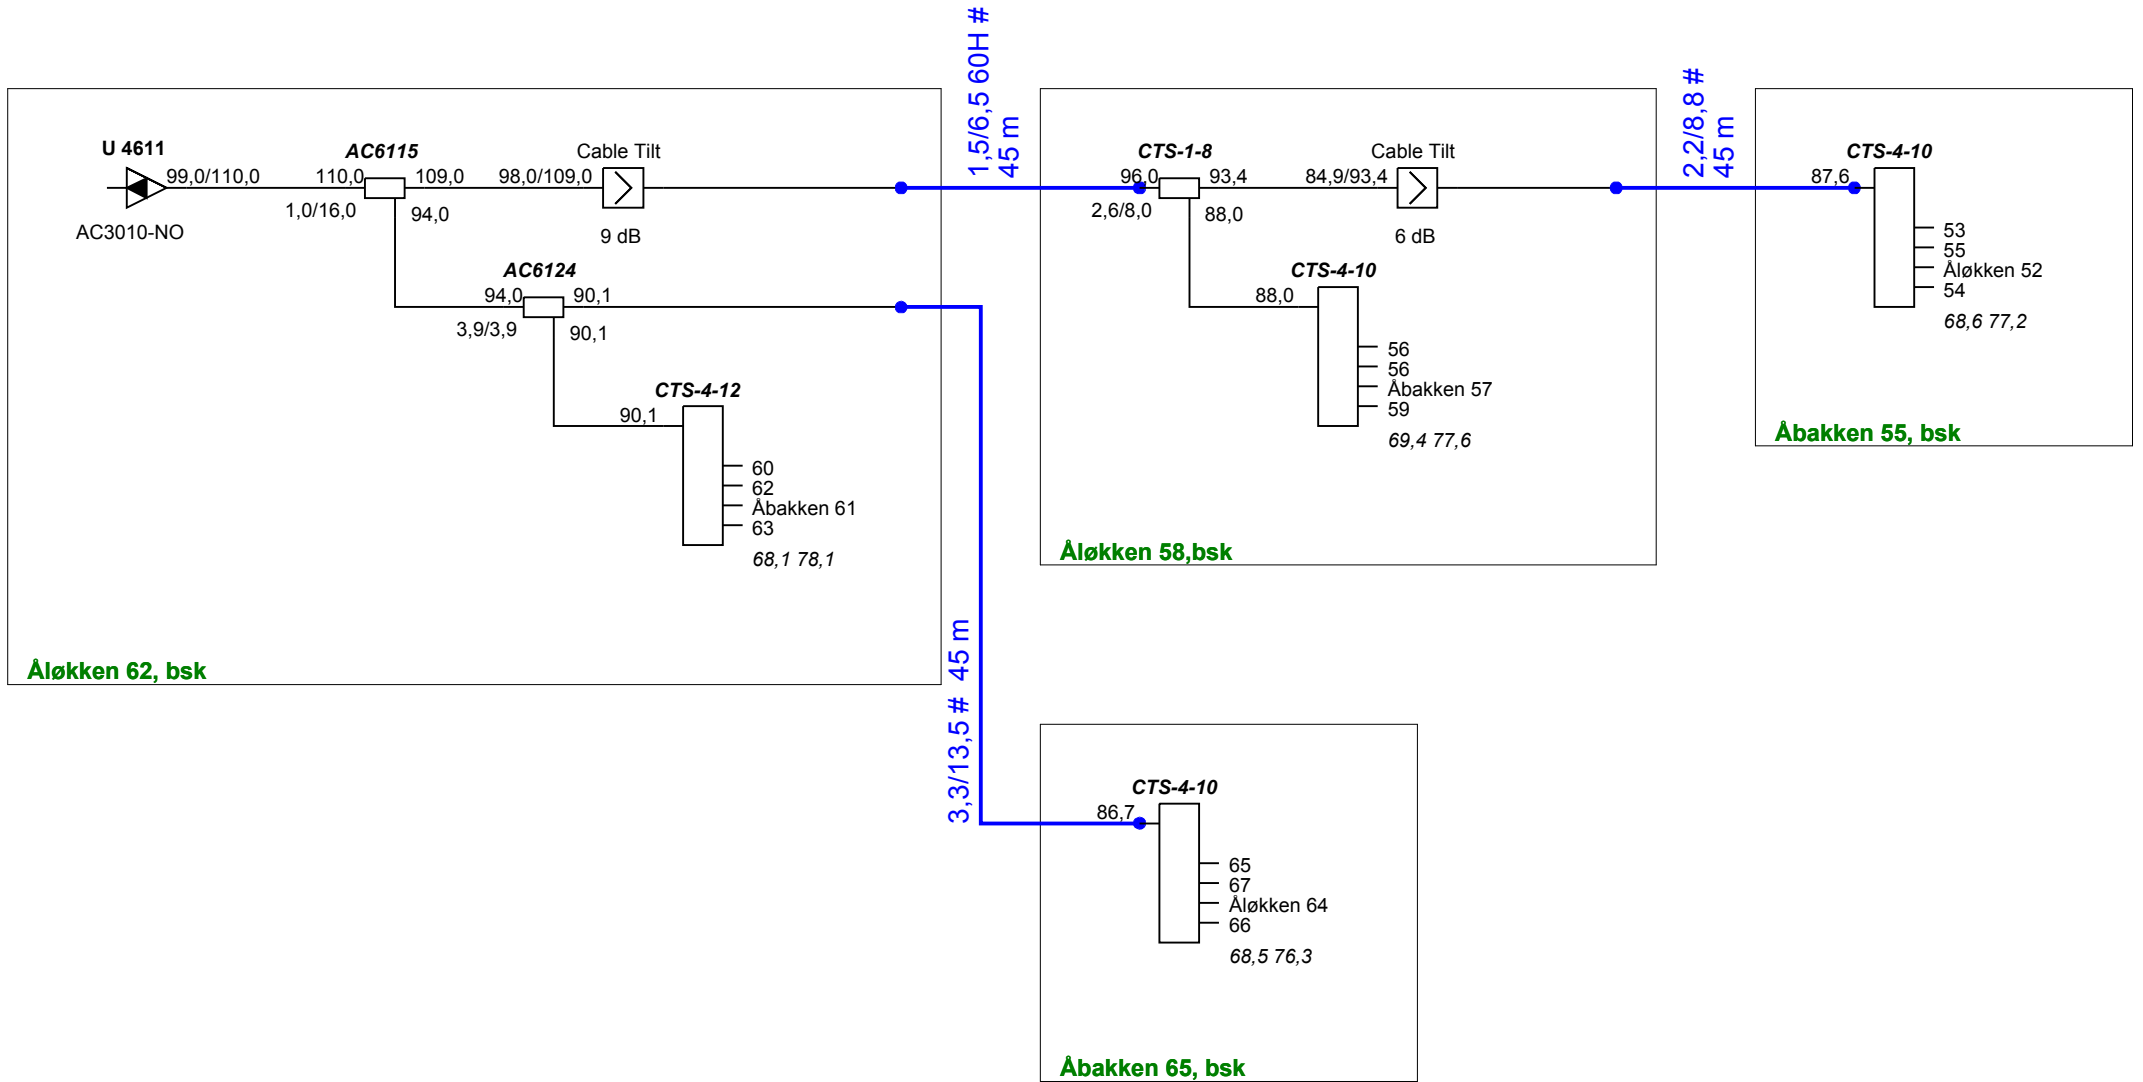 U 4611
99,0/110,0
AC3010-NO
AC6115
110,0
109,0
1,0/16,0
94,0
98,0/109,0
Cable Tilt
9 dB
AC6124
94,0
90,1
3,9/3,9
90,1
CTS-4-12
90,1
60
62
Åbakken 61
63
68,1 78,1
Åløkken 62, bsk
1,5/6,5 60H #
45 m
CTS-1-8
96,0
93,4
2,6/8,0
88,0
84,9/93,4
Cable Tilt
6 dB
CTS-4-10
88,0
56
56
Åbakken 57
59
69,4 77,6
Åløkken 58,bsk
2,2/8,8 #
45 m
CTS-4-10
87,6
53
55
Åløkken 52
54
68,6 77,2
Åbakken 55, bsk
3,3/13,5 # 45 m
CTS-4-10
86,7
65
67
Åløkken 64
66
68,5 76,3
Åbakken 65, bsk